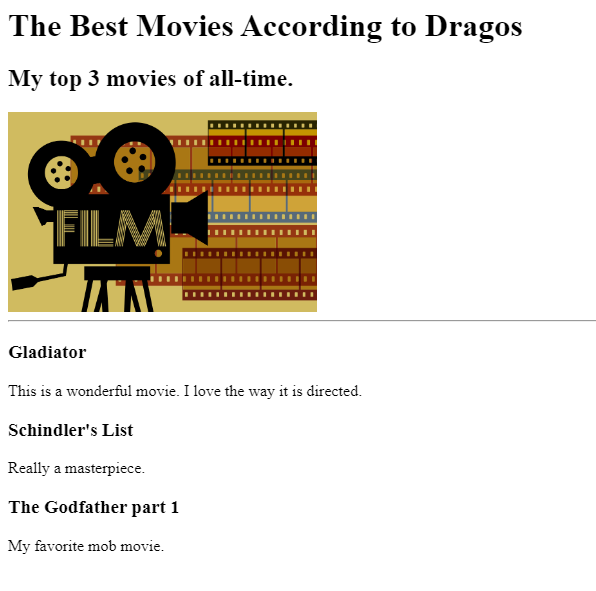 The Best Movies According to Dragos
My top 3 movies of all-time.
FILM
Gladiator
This is a wonderful movie. I love the way it is directed.
Schindler's List
Really a masterpiece.
The Godfather part 1
My favorite mob movie.